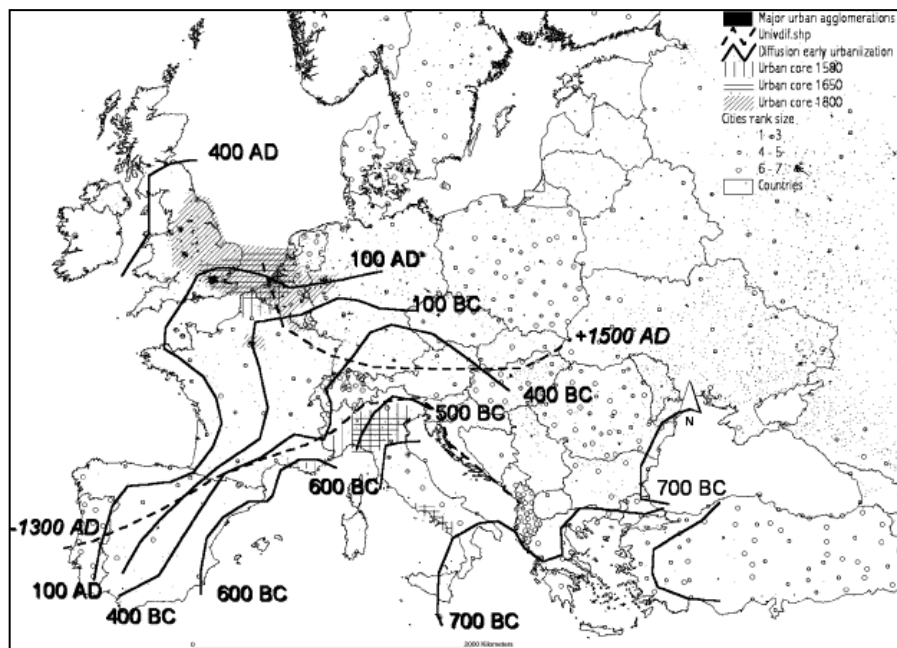 Major urban agglomerations
Univdif.shp
Diffusion early urbanization
Urban core 1500
Urban core 1650
Urban core 1800
Cities rank size
1 - 3
4 - 5
6 - 7
Countries
400 AD
100 AD*
100 BC
+1500 AD
400 BC
500 BC
N
600 BC
700 BC
-1300 AD
100 AD
400 BC
600 BC
700 BC
0 2000 Kilometers